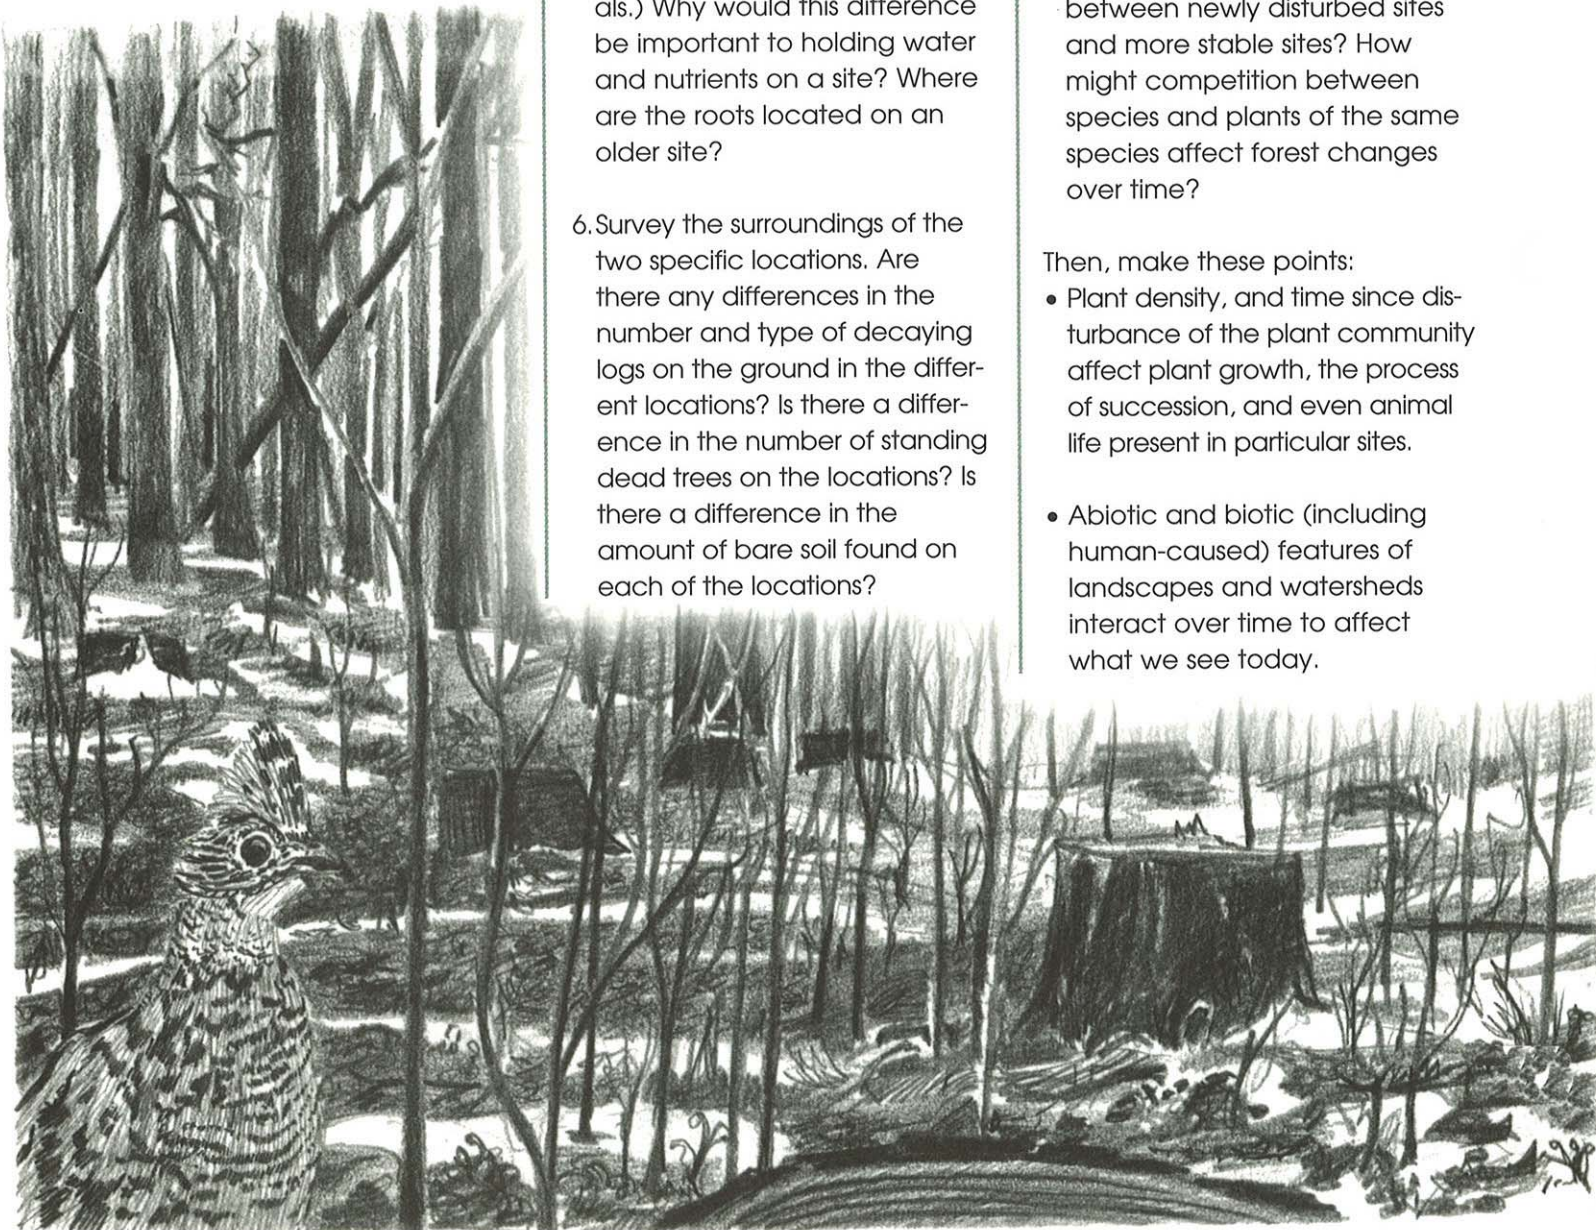 als.) Why would this difference
be important to holding water
and nutrients on a site? Where
are the roots located on an
older site?
6. Survey the surroundings of the
two specific locations. Are
there any differences in the
number and type of decaying
logs on the ground in the differ-
ent locations? Is there a differ-
ence in the number of standing
dead trees on the locations? Is
there a difference in the
amount of bare soil found on
each of the locations?
between newly disturbed sites
and more stable sites? How
might competition between
species and plants of the same
species affect forest changes
over time?
Then, make these points:
• Plant density, and time since dis-
turbance of the plant community
affect plant growth, the process
of succession, and even animal
life present in particular sites.
• Abiotic and biotic (including
human-caused) features of
landscapes and watersheds
interact over time to affect
what we see today.